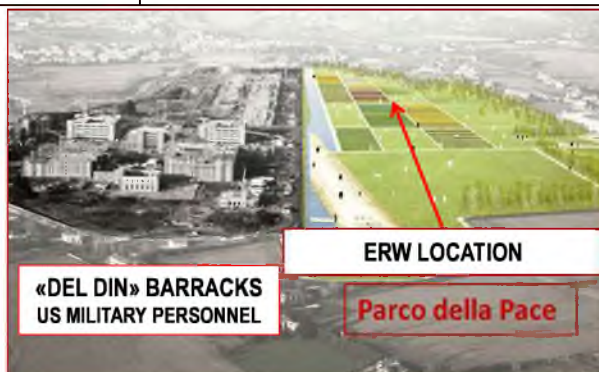 ERW LOCATION
«DEL DIN» BARRACKS
US MILITARY PERSONNEL
Parco della Pace